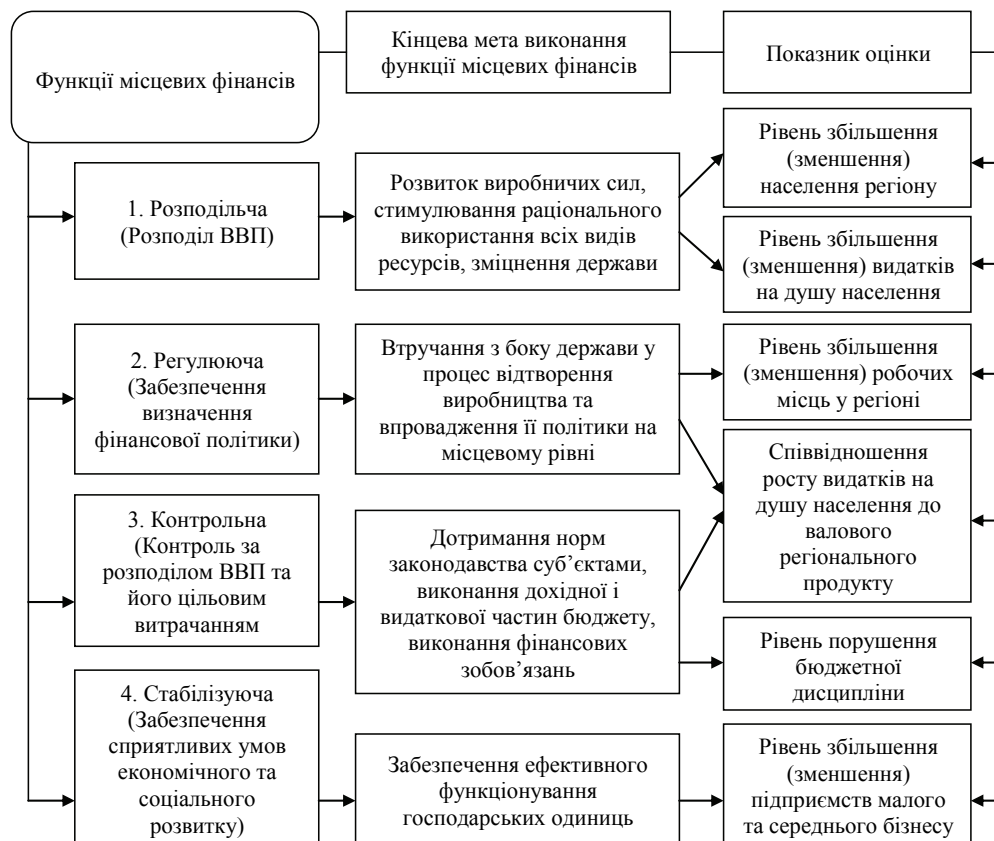 Функції місцевих фінансів
Кінцева мета виконання
функції місцевих фінансів
Показник оцінки
1. Розподільча
(Розподіл ВВП)
Розвиток виробничих сил,
стимулювання раціонального
використання всіх видів
ресурсів, зміцнення держави
Рівень збільшення
(зменшення)
населення регіону
Рівень збільшення
(зменшення) видатків
на душу населення
2. Регулююча
(Забезпечення
визначення
фінансової політики)
Втручання з боку держави у
процес відтворення
виробництва та
впровадження її політики на
місцевому рівні
Рівень збільшення
(зменшення) робочих
місць у регіоні
Співвідношення
росту видатків на
душу населення до
валового
регіонального
продукту
3. Контрольна
(Контроль за
розподілом ВВП та
його цільовим
витрачанням
Дотримання норм
законодавства суб’єктами,
виконання дохідної і
видаткової частин бюджету,
виконання фінансових
зобов’язань
Рівень порушення
бюджетної
дисципліни
4. Стабілізуюча
(Забезпечення
сприятливих умов
економічного та
соціального
розвитку)
Забезпечення ефективного
функціонування
господарських одиниць
Рівень збільшення
(зменшення)
підприємств малого
та середнього бізнесу